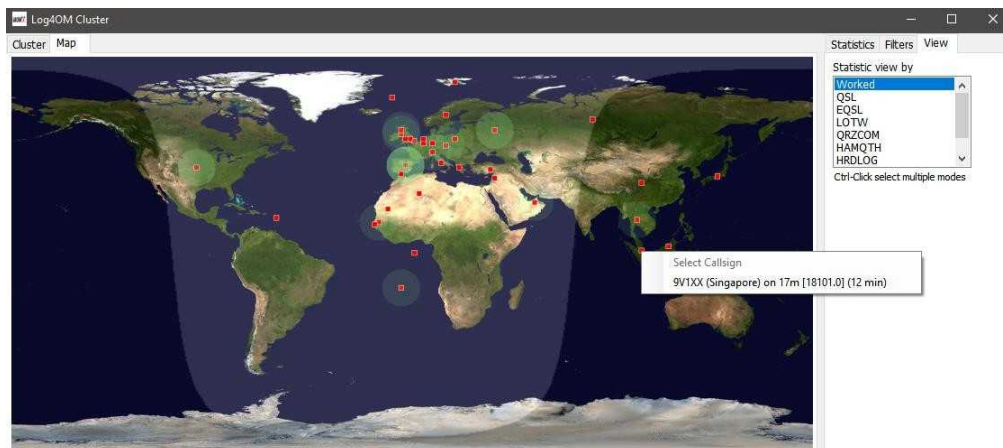 Log4OM Cluster
Cluster Map
Statistics Filters View
Statistic view by
Worked
QSL
EQSL
LOTW
QRZCOM
HAMQTH
HRDLOG
Ctrl-Click select multiple modes
Select Callsign
9V1XX (Singapore) on 17m [18101.0] (12 min)